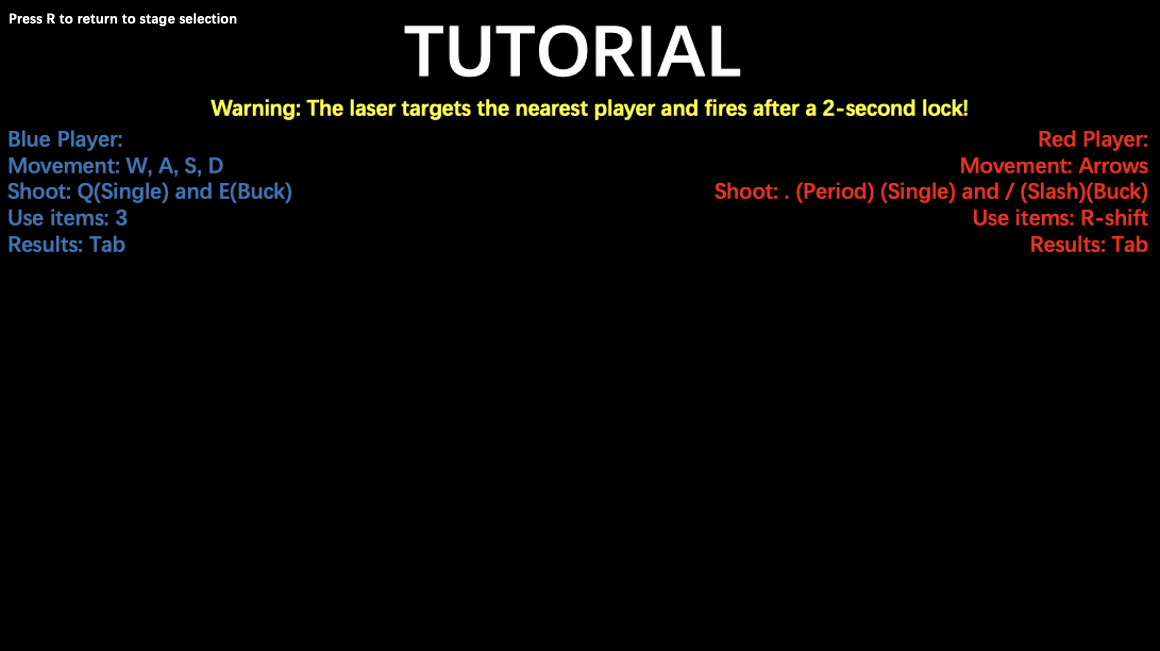 Press R to return to stage selection
TUTORIAL
Warning: The laser targets the nearest player and fires after a 2-second lock!
Blue Player:
Movement: W, A, S, D
Shoot: Q(Single) and E(Buck)
Use items: 3
Results: Tab
Red Player:
Movement: Arrows
Shoot: . (Period) (Single) and / (Slash)(Buck)
Use items: R-shift
Results: Tab